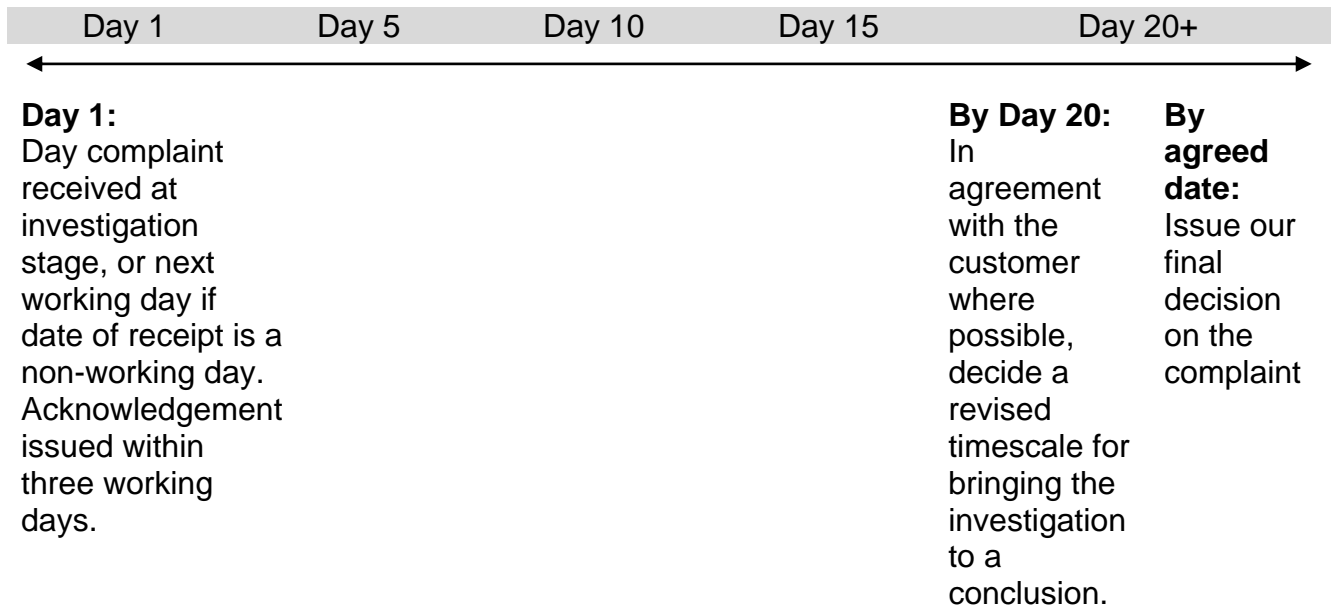 Day 1 Day 5 Day 10 Day 15 Day 20+
Day 1:
Day complaint
received at
investigation
stage, or next
working day if
date of receipt is a
non-working day.
Acknowledgement
issued within
three working
days.
By Day 20:
In
agreement
with the
customer
where
possible,
decide a
revised
timescale for
bringing the
investigation
to a
conclusion.
By
agreed
date:
Issue our
final
decision
on the
complaint